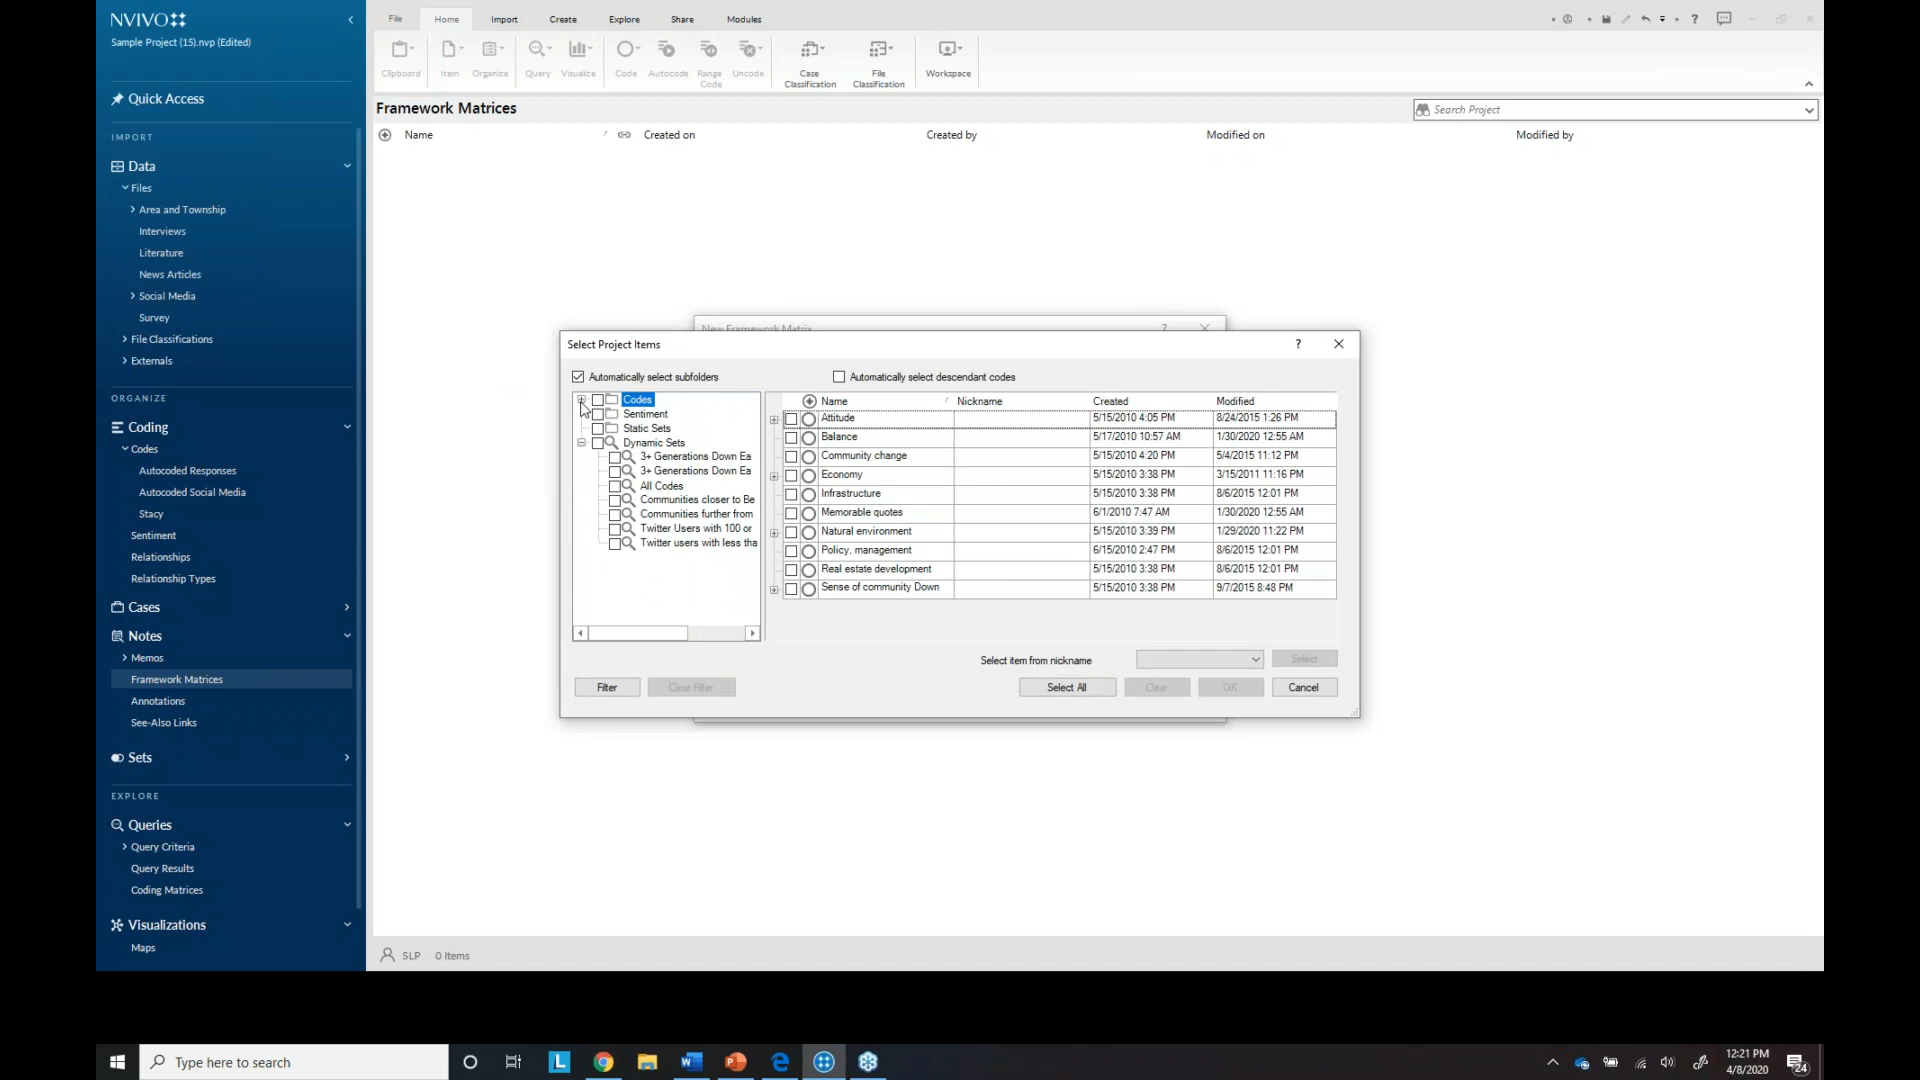 NVIVO
Sample Project (15).nvp (Edited)
Quick Access
IMPORT
Data
Files
Area and Township
Interviews
Literature
News Articles
Social Media
Survey
File Classifications
Externals
ORGANIZE
Coding
Codes
Autocoded Responses
Autocoded Social Media
Stacy
Sentiment
Relationships
Relationship Types
Cases
Notes
Memos
Framework Matrices
Annotations
See-Also Links
Sets
EXPLORE
Queries
Query Criteria
Query Results
Coding Matrices
Visualizations
Maps
File Home Import Create Explore Share Modules
Clipboard Item Organize Query Visualize Code Autocode Range Code Uncode Case Classification File Classification Workspace
Framework Matrices
Search Project
Name Created on Created by Modified on Modified by
New Framework Matrix
Select Project Items
Automatically select subfolders Automatically select descendant codes
Codes
Sentiment
Static Sets
Dynamic Sets
3+ Generations Down Ea
3+ Generations Down Ea
All Codes
Communities closer to Be
Communities further from
Twitter Users with 100 or
Twitter users with less tha
Name Nickname Created Modified
Attitude 5/15/2010 4:05 PM 8/24/2015 1:26 PM
Balance 5/17/2010 10:57 AM 1/30/2020 12:55 AM
Community change 5/15/2010 4:20 PM 5/4/2015 11:12 PM
Economy 5/15/2010 3:38 PM 3/15/2011 11:16 PM
Infrastructure 5/15/2010 3:38 PM 8/6/2015 12:01 PM
Memorable quotes 6/1/2010 7:47 AM 1/30/2020 12:55 AM
Natural environment 5/15/2010 3:39 PM 1/29/2020 11:22 PM
Policy, management 6/15/2010 2:47 PM 8/6/2015 12:01 PM
Real estate development 5/15/2010 3:38 PM 8/6/2015 12:01 PM
Sense of community Down 5/15/2010 3:38 PM 9/7/2015 8:48 PM
Select item from nickname Select
Filter Clear Filter Select All Clear OK Cancel
SLP 0 Items
Type here to search
12:21 PM
4/8/2020
24